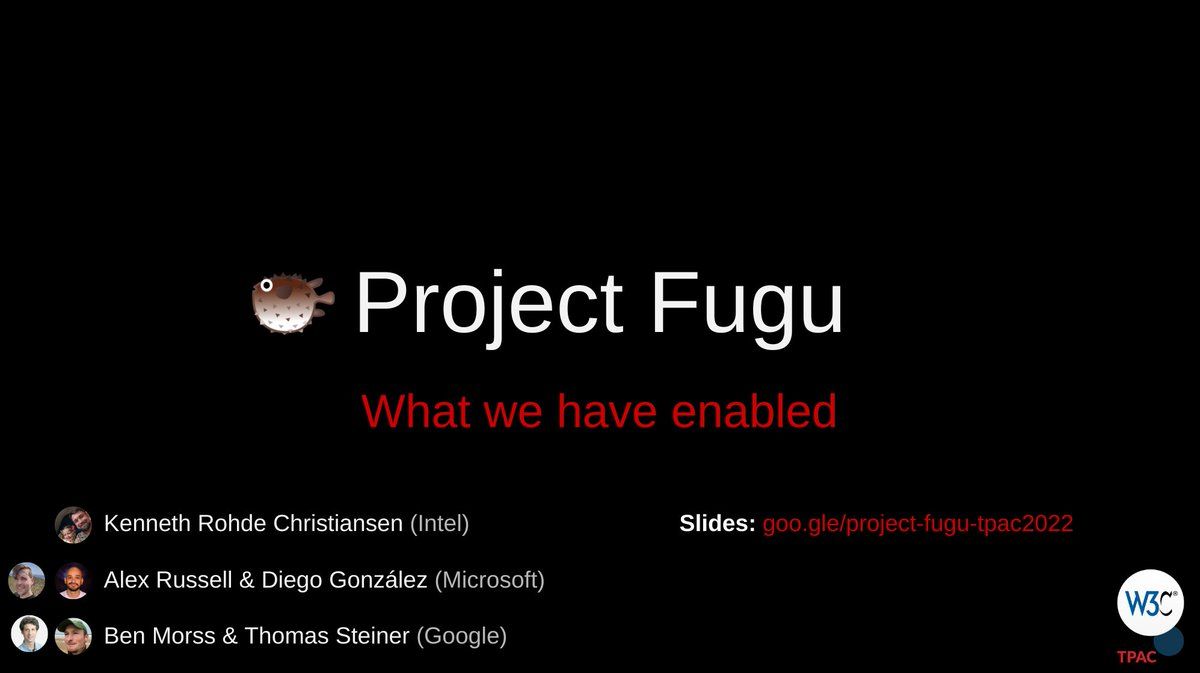 Project Fugu
What we have enabled
Kenneth Rohde Christiansen (Intel)
Slides: goo.gle/project-fugu-tpac2022
Alex Russell & Diego González (Microsoft)
Ben Morss & Thomas Steiner (Google)
W3C®
TPAC